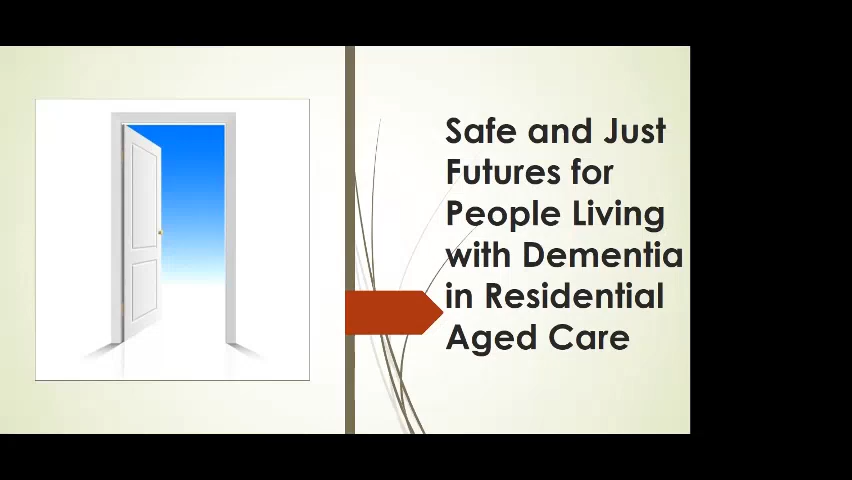 Safe and Just
Futures for
People Living
with Dementia
in Residential
Aged Care